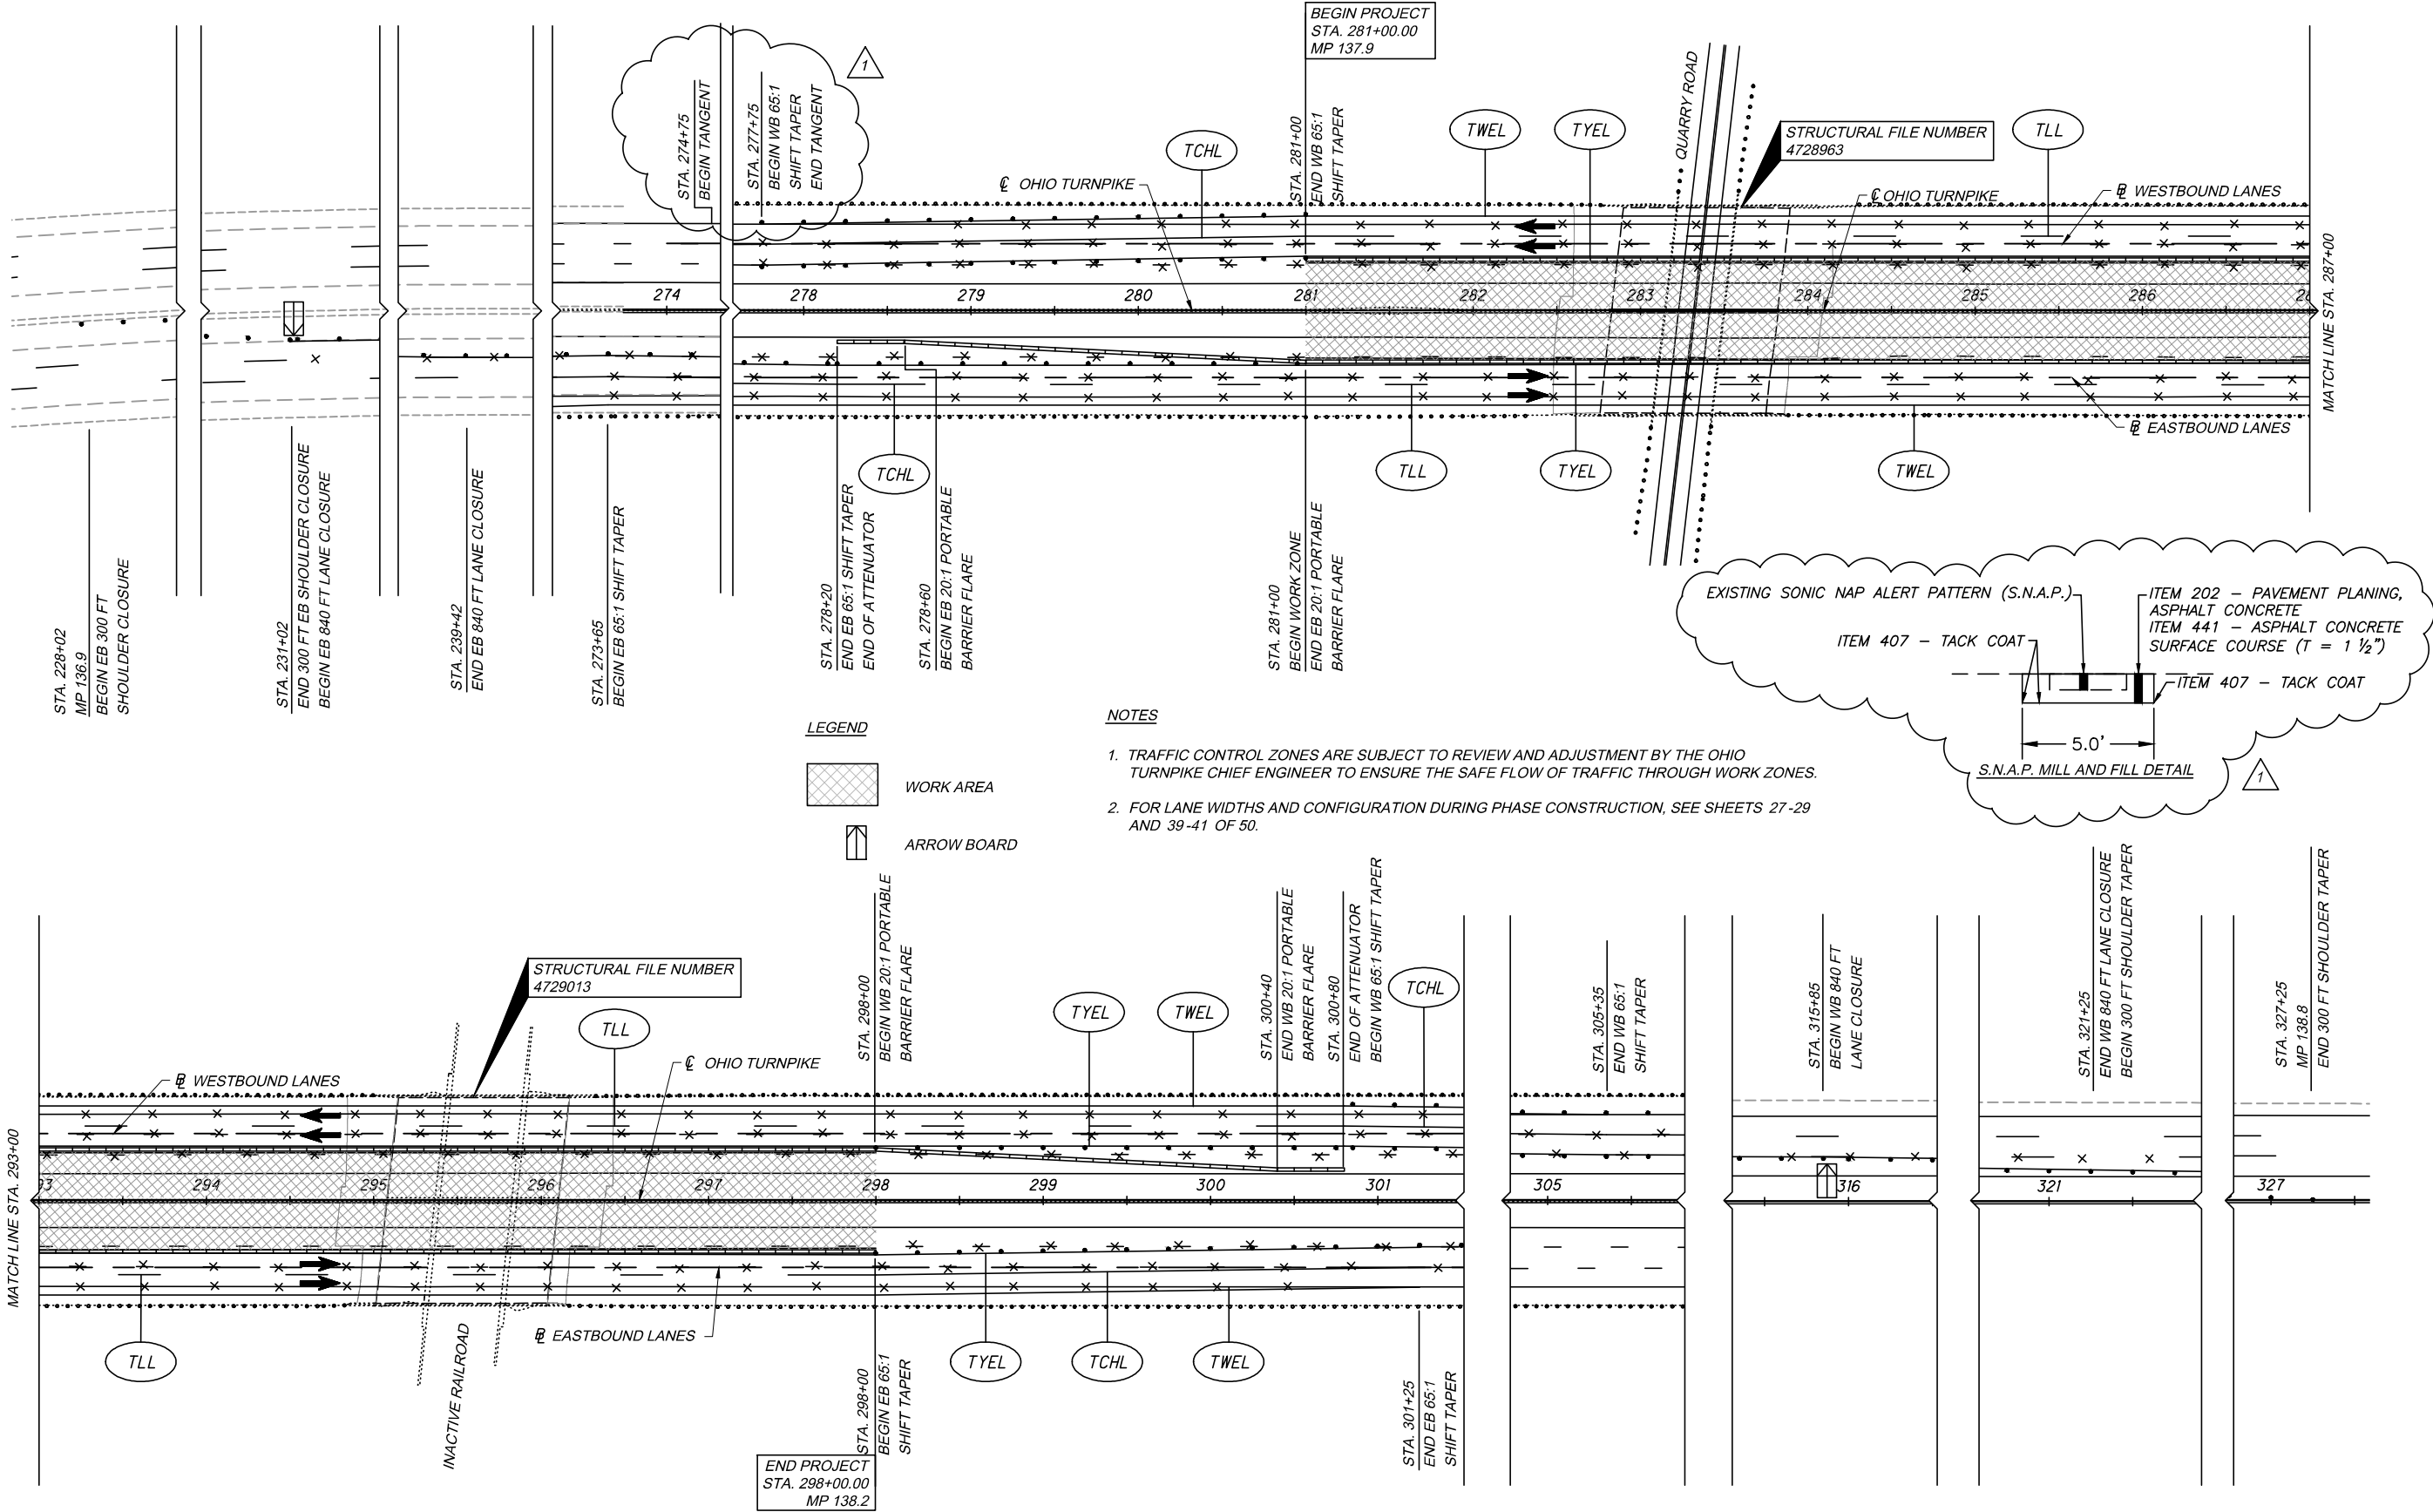 BEGIN PROJECT
STA. 281+00.00
MP 137.9
1
STA. 274+75
BEGIN TANGENT
STA. 277+75
BEGIN WB 65:1
SHIFT TAPER
END TANGENT
TCHL
℄ OHIO TURNPIKE
STA. 281+00
END WB 65:1
SHIFT TAPER
TWEL
TYEL
QUARRY ROAD
STRUCTURAL FILE NUMBER
4728963
TLL
℄ OHIO TURNPIKE
BL WESTBOUND LANES
MATCH LINE STA. 287+00
274
278
279
280
281
282
283
284
285
286
28
BL EASTBOUND LANES
TCHL
TLL
TYEL
TWEL
STA. 228+02
MP 136.9
BEGIN EB 300 FT
SHOULDER CLOSURE
STA. 231+02
END 300 FT EB SHOULDER CLOSURE
BEGIN EB 840 FT LANE CLOSURE
STA. 239+42
END EB 840 FT LANE CLOSURE
STA. 273+65
BEGIN EB 65:1 SHIFT TAPER
STA. 278+20
END EB 65:1 SHIFT TAPER
END OF ATTENUATOR
STA. 278+60
BEGIN EB 20:1 PORTABLE
BARRIER FLARE
STA. 281+00
BEGIN WORK ZONE
END EB 20:1 PORTABLE
BARRIER FLARE
EXISTING SONIC NAP ALERT PATTERN (S.N.A.P.)
ITEM 202 – PAVEMENT PLANING,
ASPHALT CONCRETE
ITEM 441 – ASPHALT CONCRETE
SURFACE COURSE (T = 1 ½")
ITEM 407 – TACK COAT
ITEM 407 – TACK COAT
5.0'
S.N.A.P. MILL AND FILL DETAIL
1
LEGEND
WORK AREA
ARROW BOARD
NOTES
1. TRAFFIC CONTROL ZONES ARE SUBJECT TO REVIEW AND ADJUSTMENT BY THE OHIO
TURNPIKE CHIEF ENGINEER TO ENSURE THE SAFE FLOW OF TRAFFIC THROUGH WORK ZONES.
2. FOR LANE WIDTHS AND CONFIGURATION DURING PHASE CONSTRUCTION, SEE SHEETS 27-29
AND 39-41 OF 50.
MATCH LINE STA. 293+00
BL WESTBOUND LANES
STRUCTURAL FILE NUMBER
4729013
TLL
℄ OHIO TURNPIKE
STA. 298+00
BEGIN WB 20:1 PORTABLE
BARRIER FLARE
TYEL
TWEL
STA. 300+40
END WB 20:1 PORTABLE
BARRIER FLARE
STA. 300+80
END OF ATTENUATOR
BEGIN WB 65:1 SHIFT TAPER
TCHL
STA. 305+35
END WB 65:1
SHIFT TAPER
STA. 315+85
BEGIN WB 840 FT
LANE CLOSURE
STA. 321+25
END WB 840 FT LANE CLOSURE
BEGIN 300 FT SHOULDER TAPER
STA. 327+25
MP 138.8
END 300 FT SHOULDER TAPER
93
294
295
296
297
298
299
300
301
305
316
321
327
TLL
INACTIVE RAILROAD
BL EASTBOUND LANES
STA. 298+00
BEGIN EB 65:1
SHIFT TAPER
TYEL
TCHL
TWEL
STA. 301+25
END EB 65:1
SHIFT TAPER
END PROJECT
STA. 298+00.00
MP 138.2